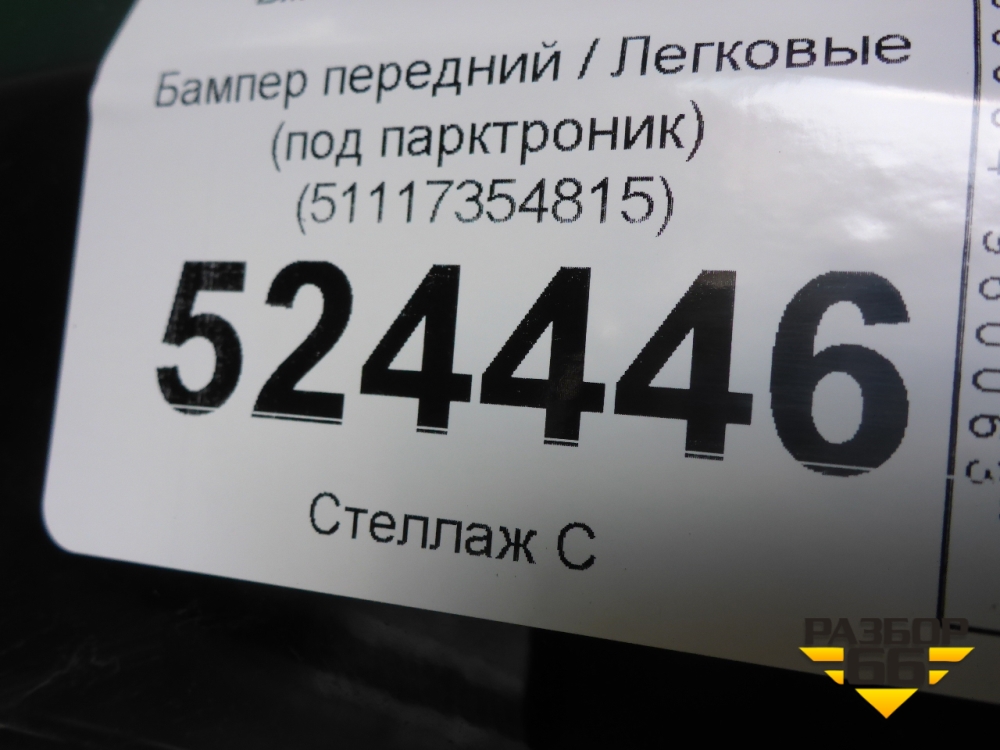 Бампер передний / Легковые
(под парктроник)
(51117354815)
524446
Стеллаж С
РАЗБОР
66